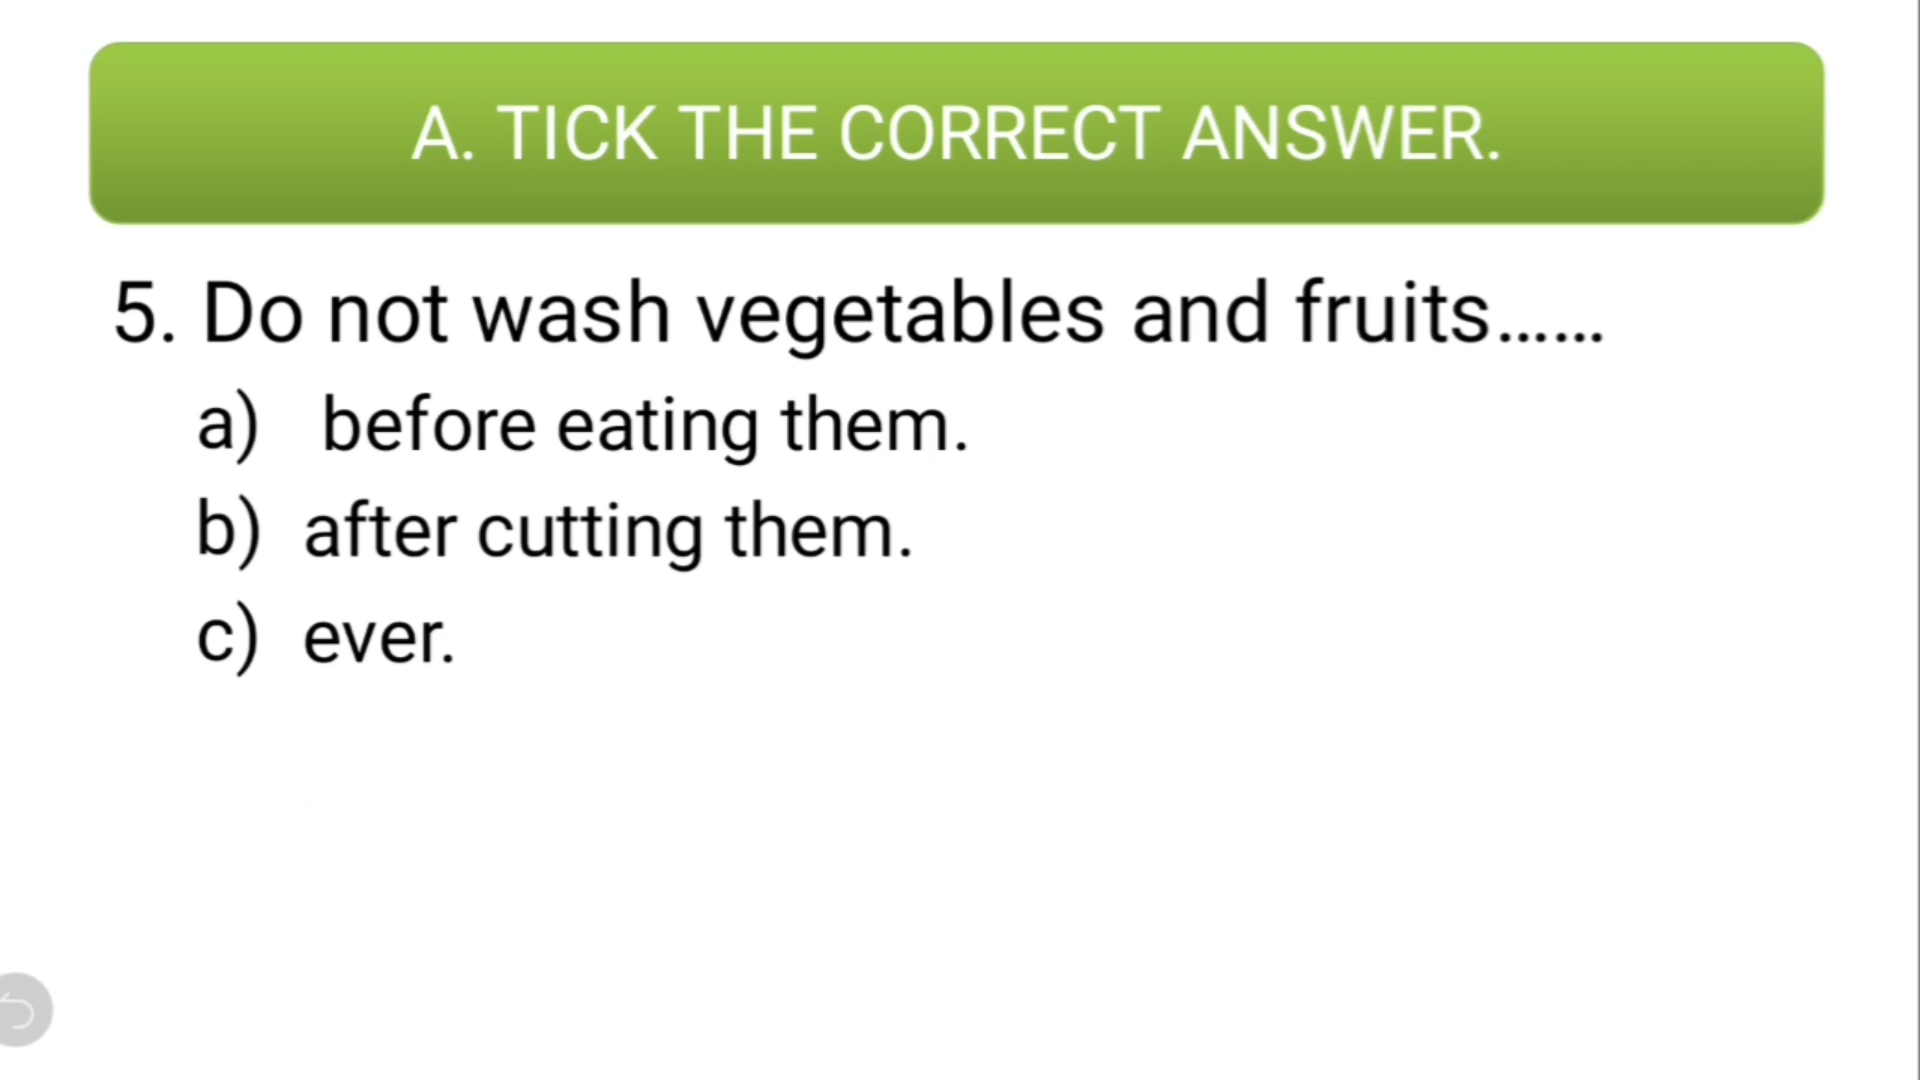 A. TICK THE CORRECT ANSWER.
5. Do not wash vegetables and fruits......
a) before eating them.
b) after cutting them.
c) ever.